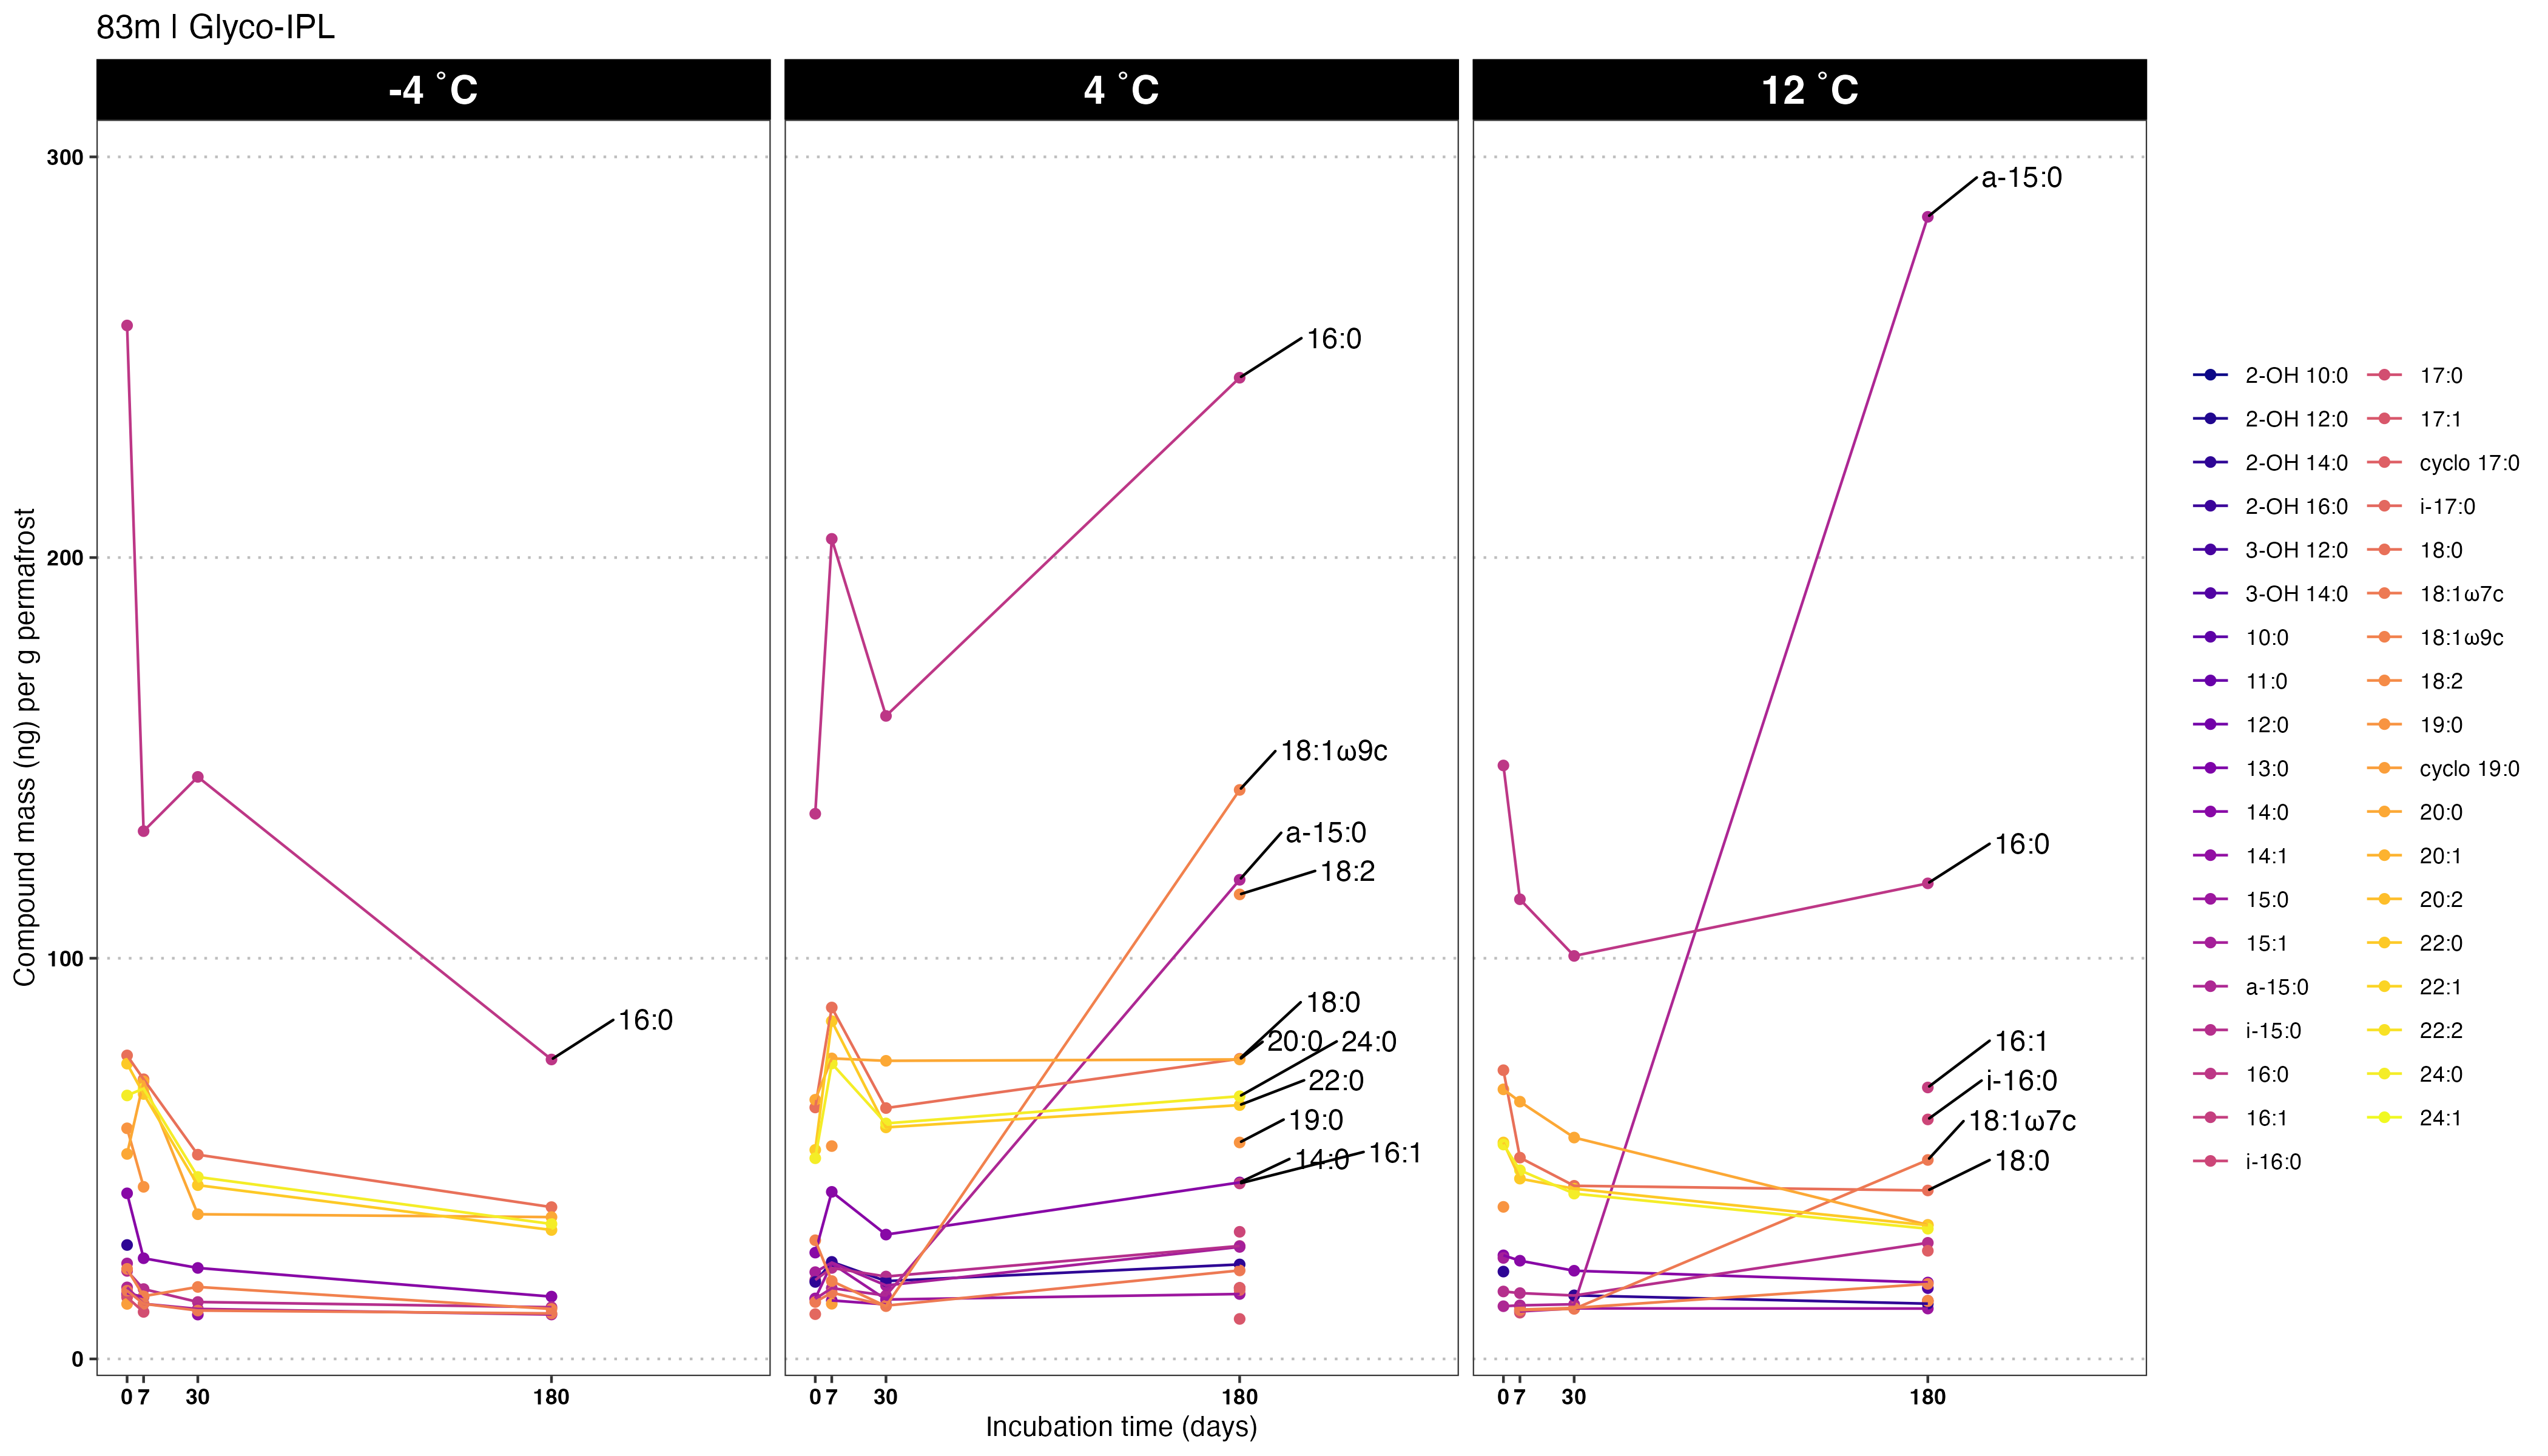 83m | Glyco-IPL
-4 °C
4 °C
12 °C
Compound mass (ng) per g permafrost
300
200
100
0
16:0
16:0
18:1ω9c
a-15:0
18:2
18:0
20:0
24:0
22:0
19:0
14:0
16:1
a-15:0
16:0
16:1
i-16:0
18:1ω7c
18:0
0 7 30 180
0 7 30 180
0 7 30 180
Incubation time (days)
2-OH 10:0
2-OH 12:0
2-OH 14:0
2-OH 16:0
3-OH 12:0
3-OH 14:0
10:0
11:0
12:0
13:0
14:0
14:1
15:0
15:1
a-15:0
i-15:0
16:0
16:1
i-16:0
17:0
17:1
cyclo 17:0
i-17:0
18:0
18:1ω7c
18:1ω9c
18:2
19:0
cyclo 19:0
20:0
20:1
20:2
22:0
22:1
22:2
24:0
24:1